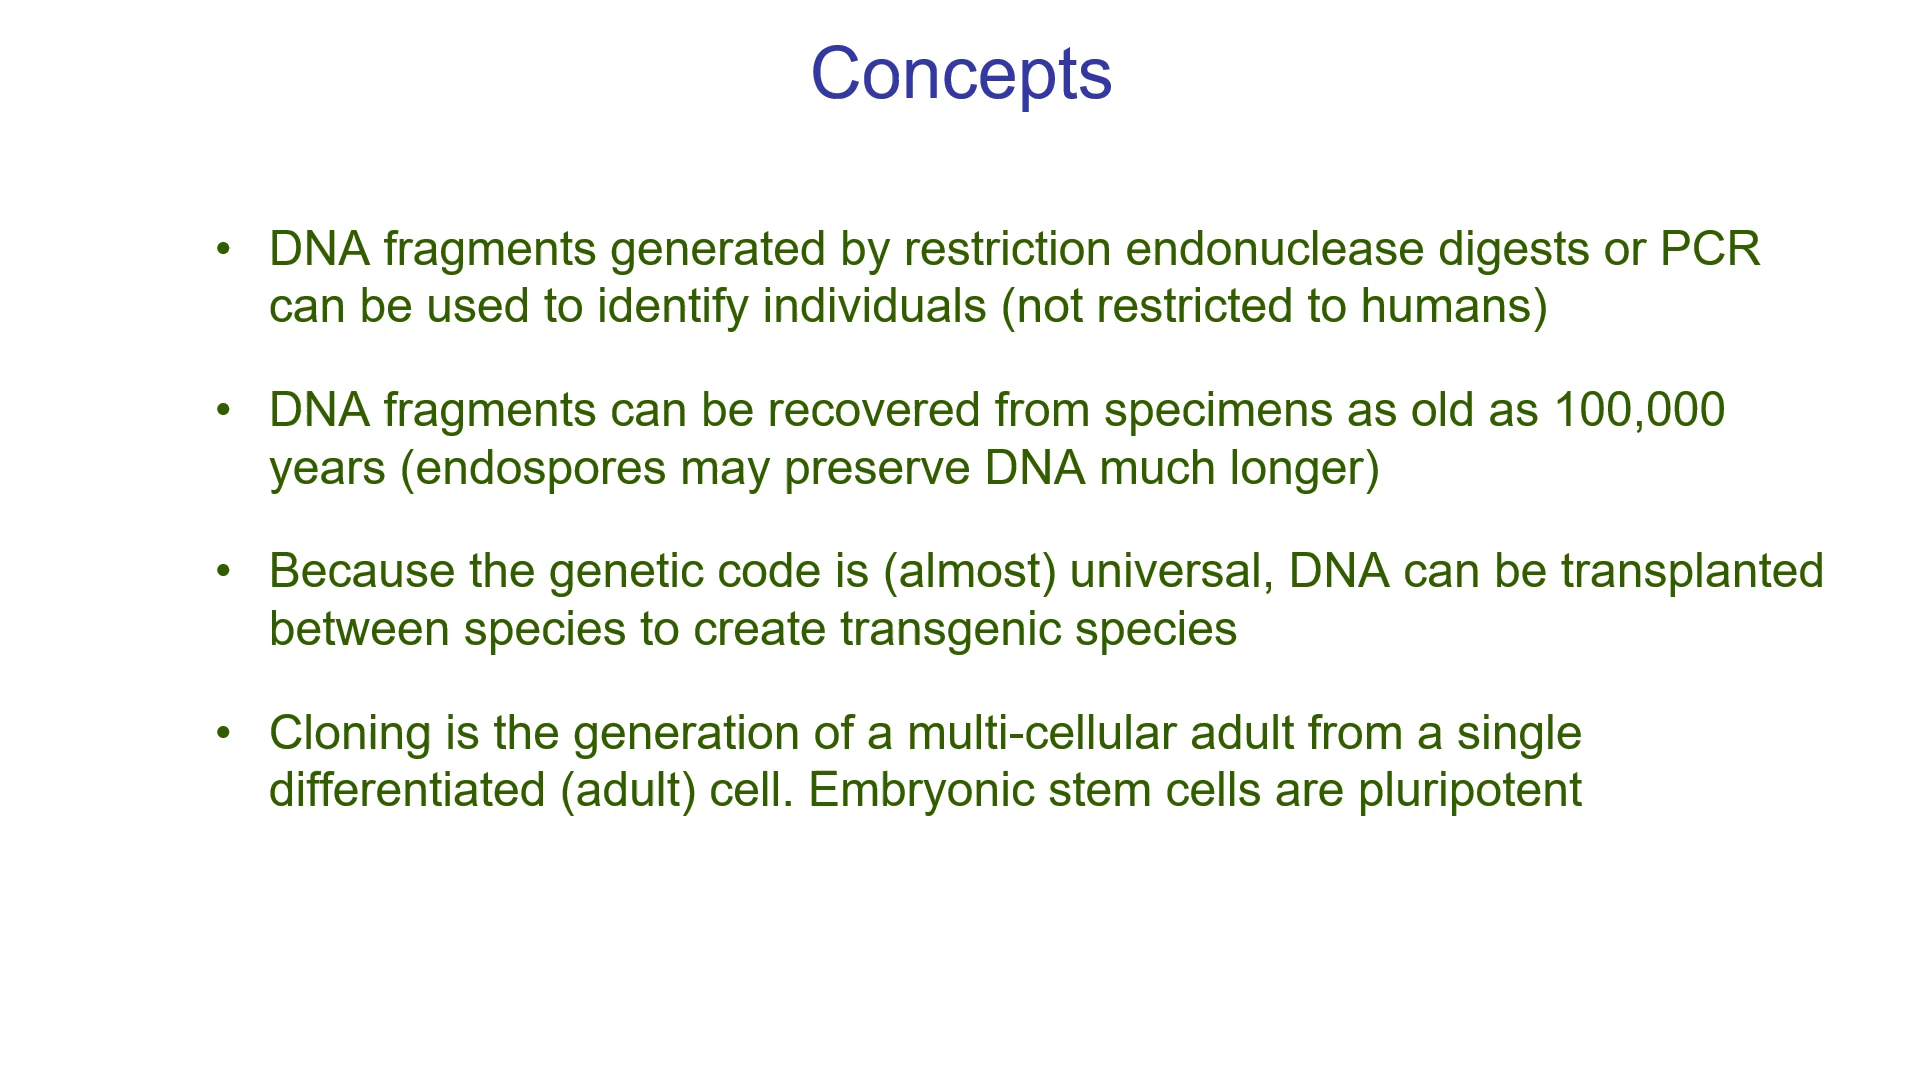 Concepts
• DNA fragments generated by restriction endonuclease digests or PCR
can be used to identify individuals (not restricted to humans)
• DNA fragments can be recovered from specimens as old as 100,000
years (endospores may preserve DNA much longer)
• Because the genetic code is (almost) universal, DNA can be transplanted
between species to create transgenic species
• Cloning is the generation of a multi-cellular adult from a single
differentiated (adult) cell. Embryonic stem cells are pluripotent